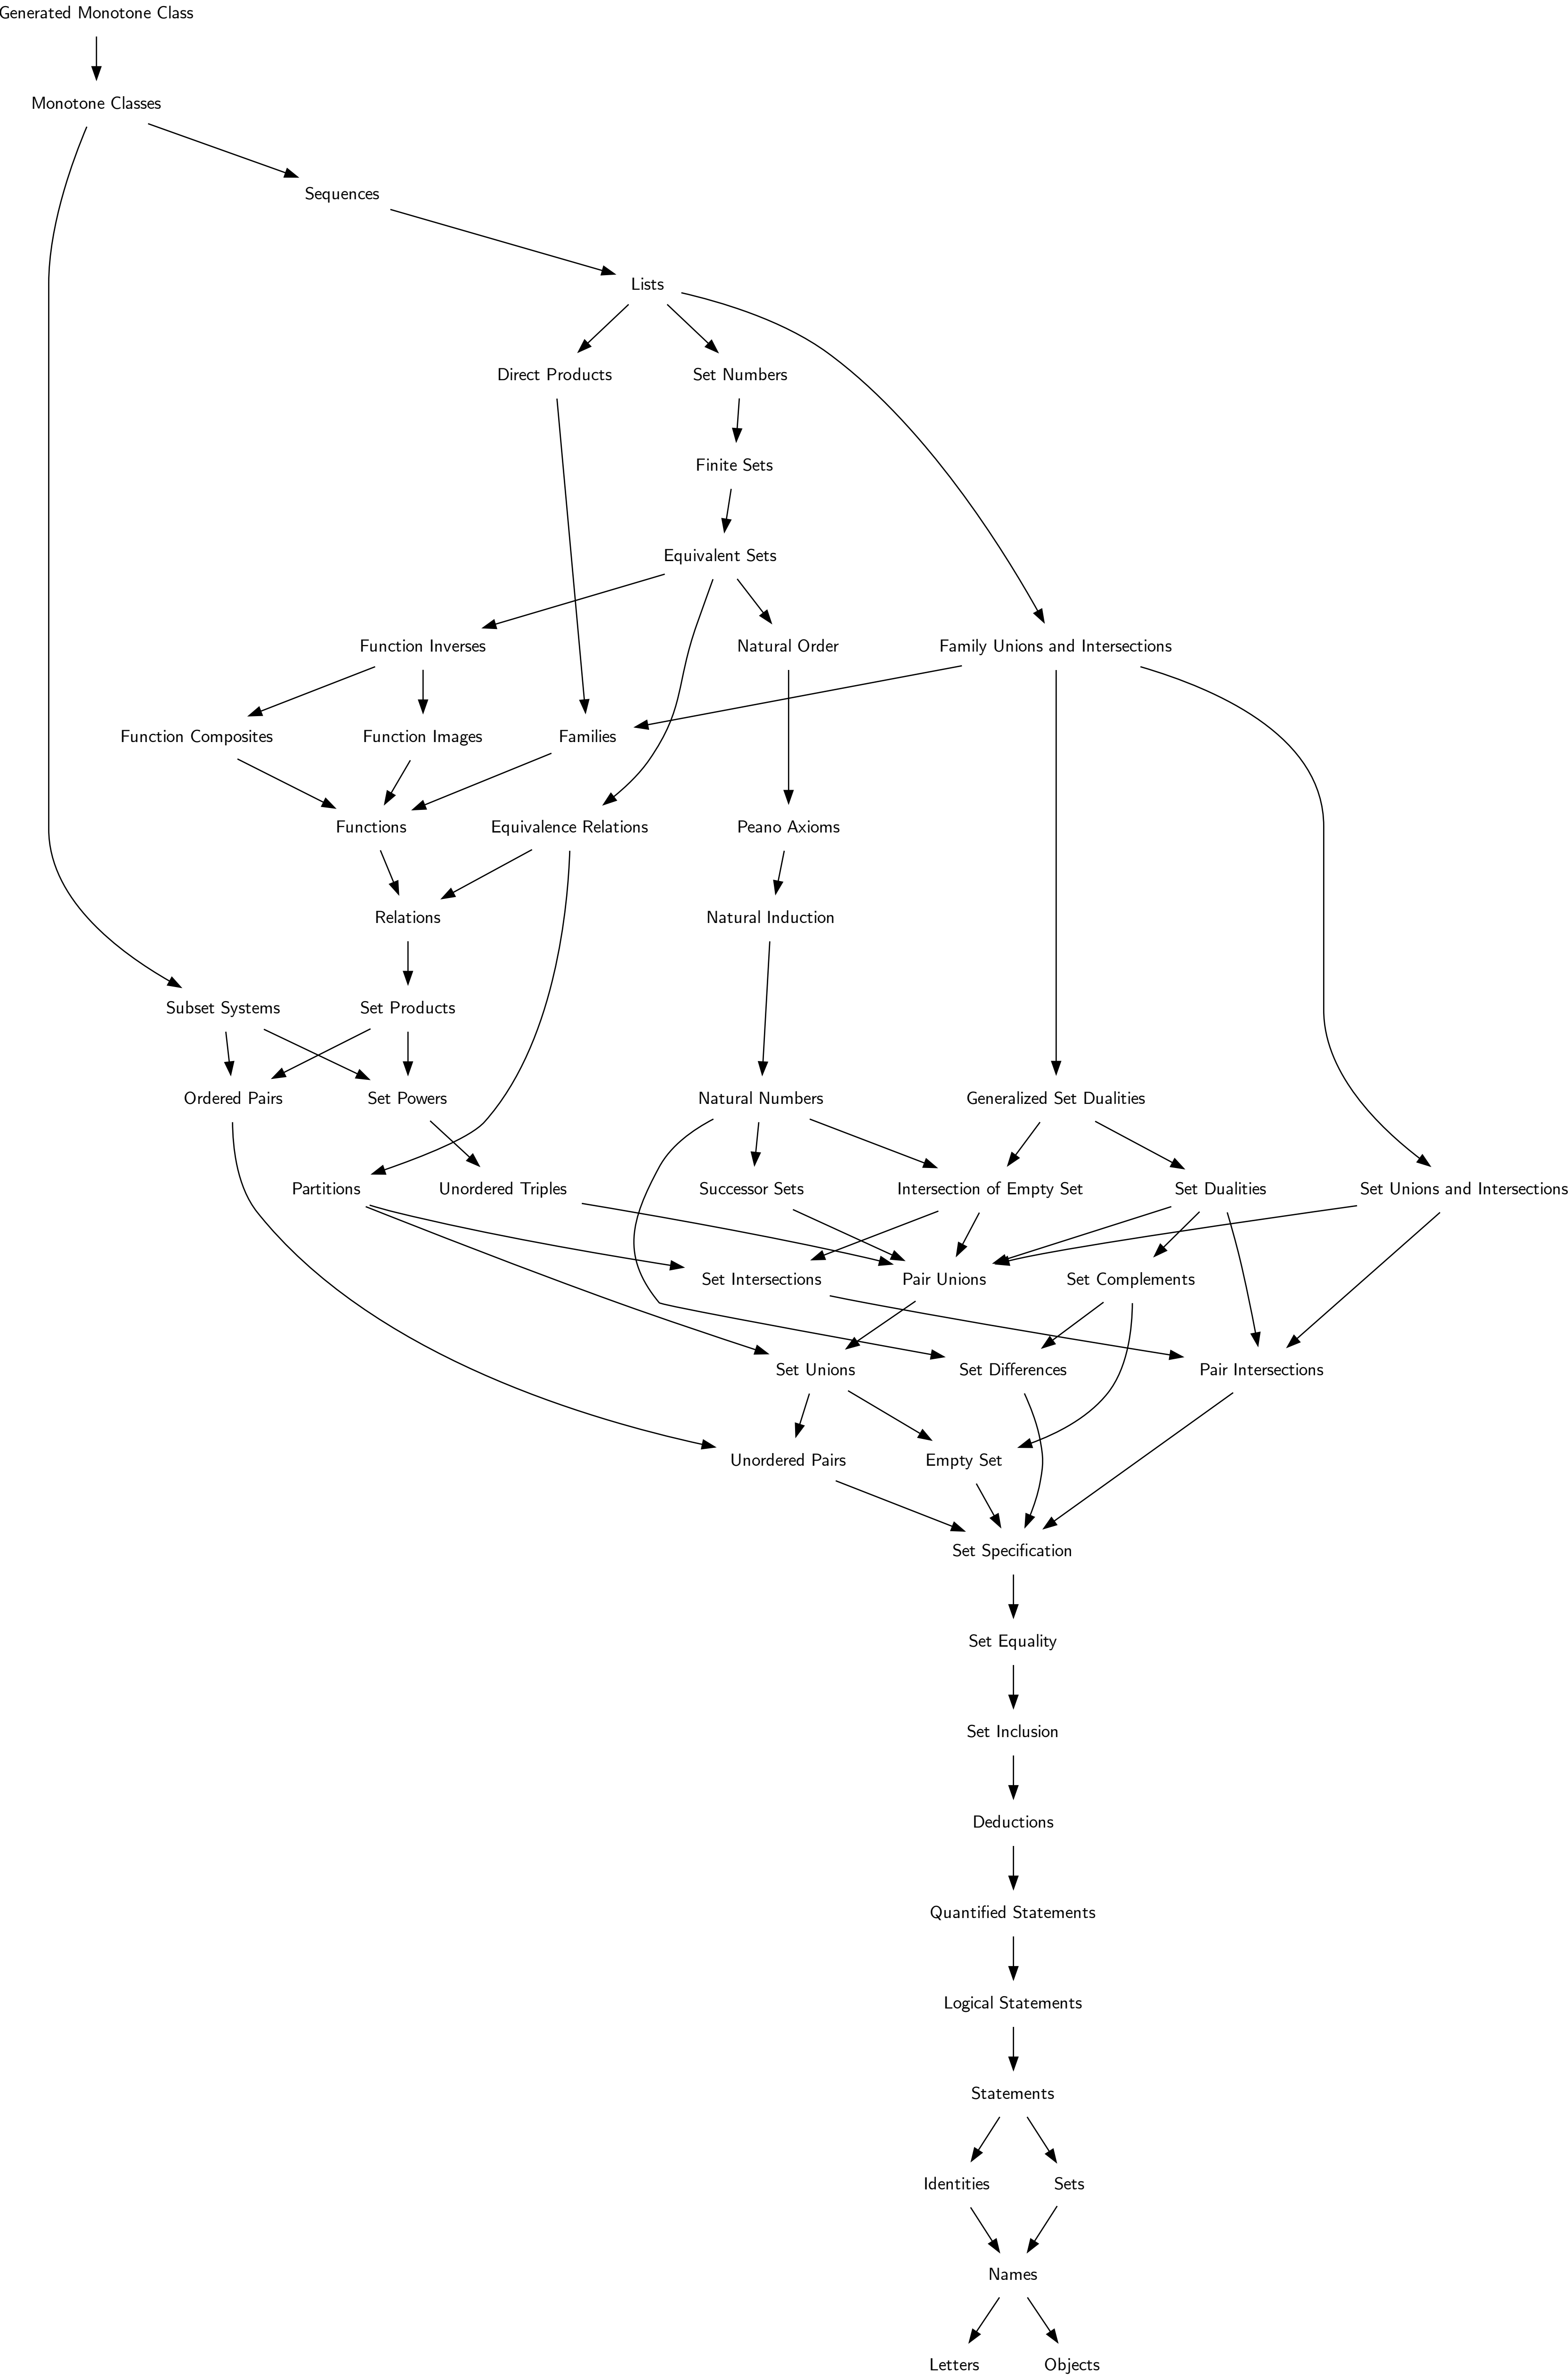 Generated Monotone Class
Monotone Classes
Sequences
Lists
Direct Products
Set Numbers
Finite Sets
Equivalent Sets
Function Inverses
Natural Order
Family Unions and Intersections
Function Composites
Function Images
Families
Functions
Equivalence Relations
Peano Axioms
Relations
Natural Induction
Subset Systems
Set Products
Ordered Pairs
Set Powers
Natural Numbers
Generalized Set Dualities
Partitions
Unordered Triples
Successor Sets
Intersection of Empty Set
Set Dualities
Set Unions and Intersections
Set Intersections
Pair Unions
Set Complements
Set Unions
Set Differences
Pair Intersections
Unordered Pairs
Empty Set
Set Specification
Set Equality
Set Inclusion
Deductions
Quantified Statements
Logical Statements
Statements
Identities
Sets
Names
Letters
Objects